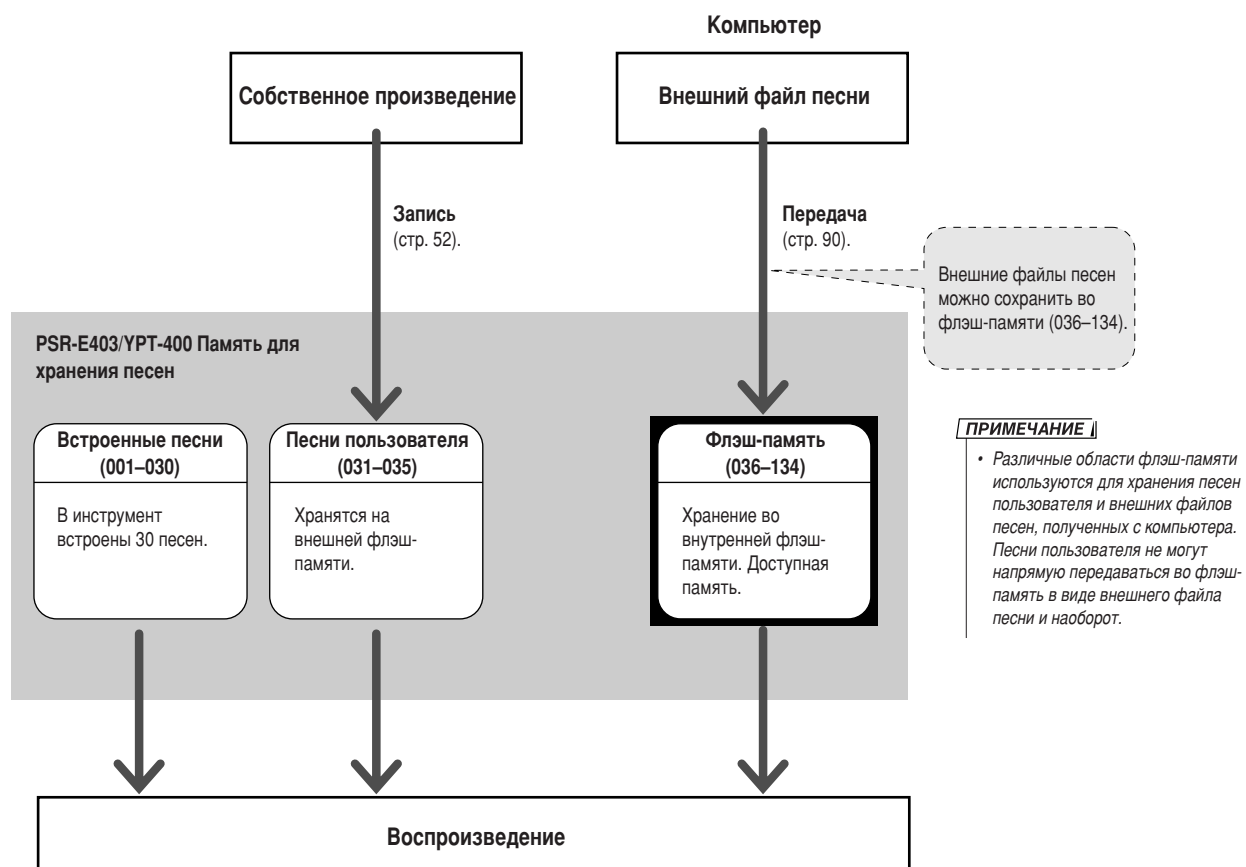 Компьютер
Собственное произведение
Внешний файл песни
Запись
(стр. 52).
Передача
(стр. 90).
Внешние файлы песен
можно сохранить во
флэш-памяти (036–134).
PSR-E403/YPT-400 Память для
хранения песен
Встроенные песни
(001–030)
В инструмент
встроены 30 песен.
Песни пользователя
(031–035)
Хранятся на
внешней флэш-
памяти.
Флэш-память
(036–134)
Хранение во
внутренней флэш-
памяти. Доступная
память.
ПРИМЕЧАНИЕ
• Различные области флэш-памяти
используются для хранения песен
пользователя и внешних файлов
песен, полученных с компьютера.
Песни пользователя не могут
напрямую передаваться во флэш-
память в виде внешнего файла
песни и наоборот.
Воспроизведение